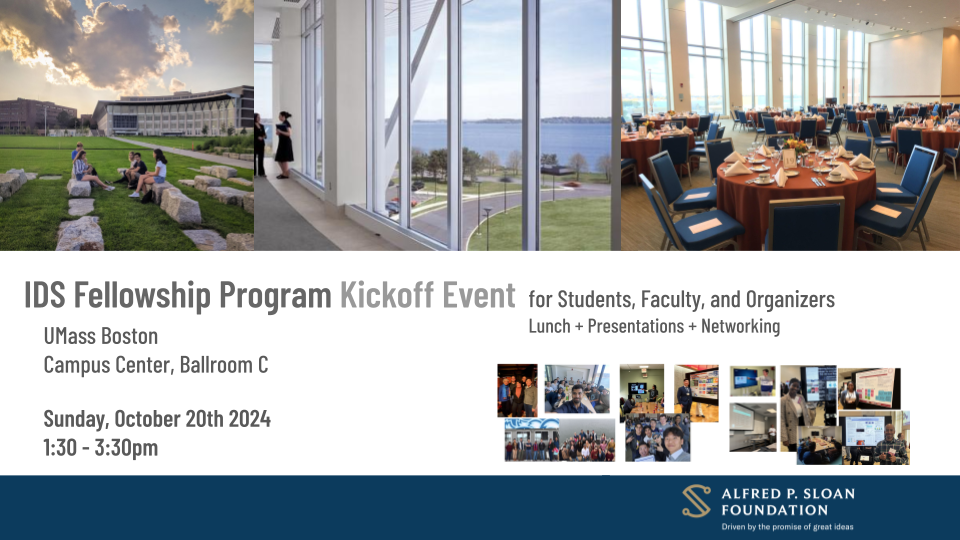 IDS Fellowship Program Kickoff Event for Students, Faculty, and Organizers
Lunch + Presentations + Networking
UMass Boston
Campus Center, Ballroom C
Sunday, October 20th 2024
1:30 - 3:30pm
ALFRED P. SLOAN
FOUNDATION
Driven by the promise of great ideas